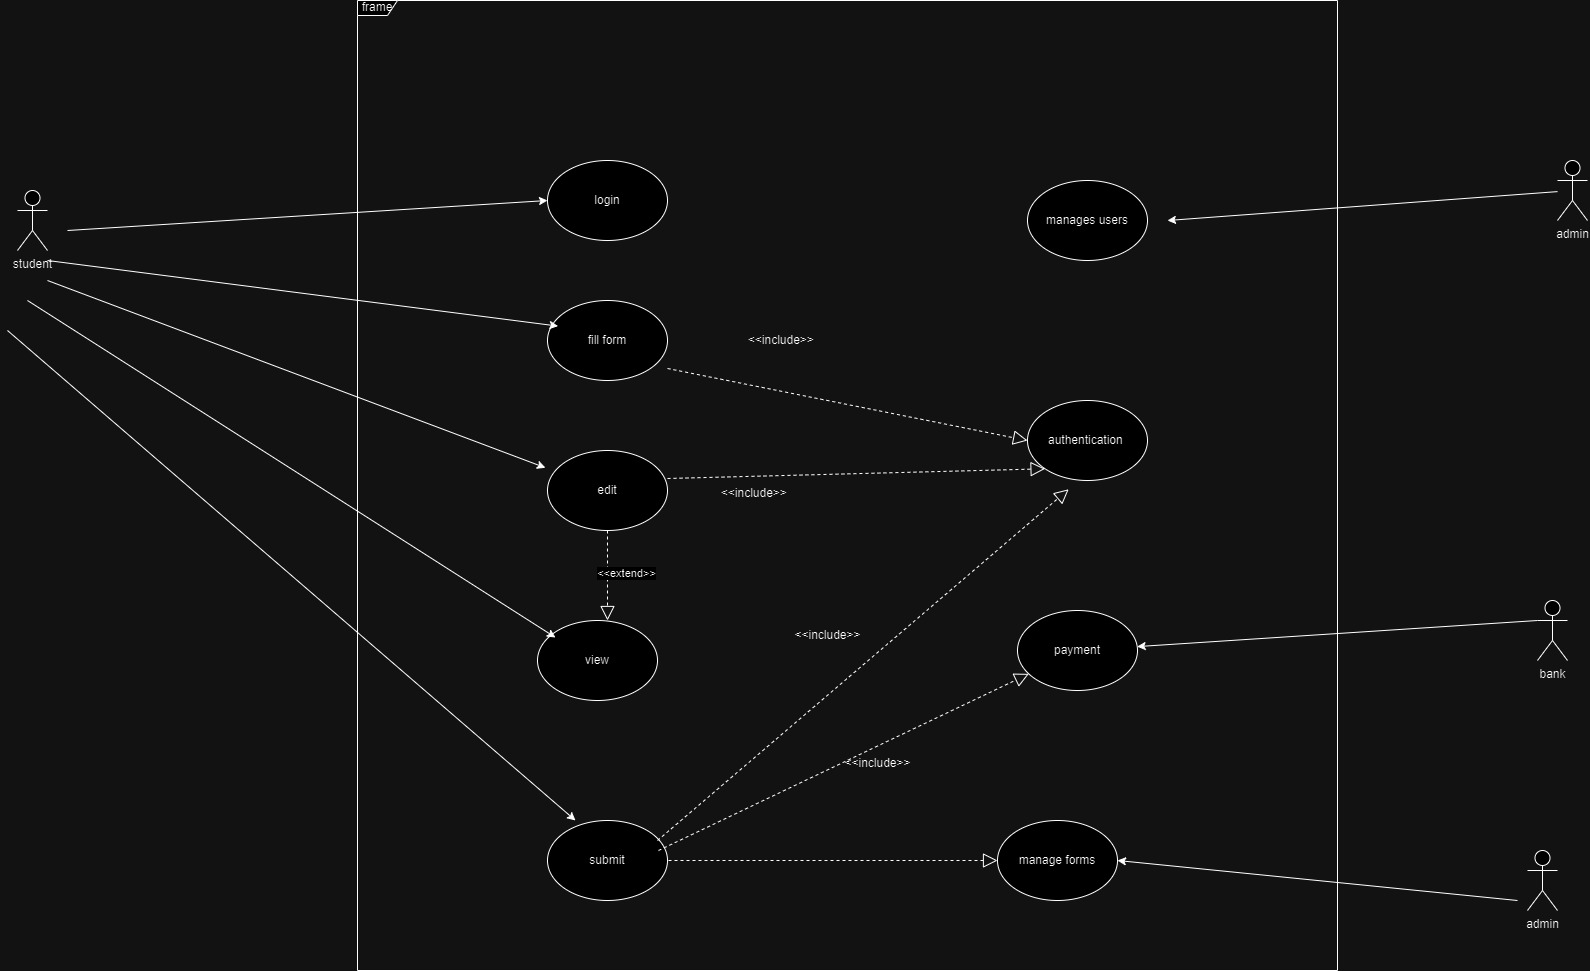 frame
login
manages users
student
admin
fill form
<<include>>
authentication
edit
<<include>>
<<extend>>
<<include>>
view
payment
bank
<<include>>
submit
manage forms
admin